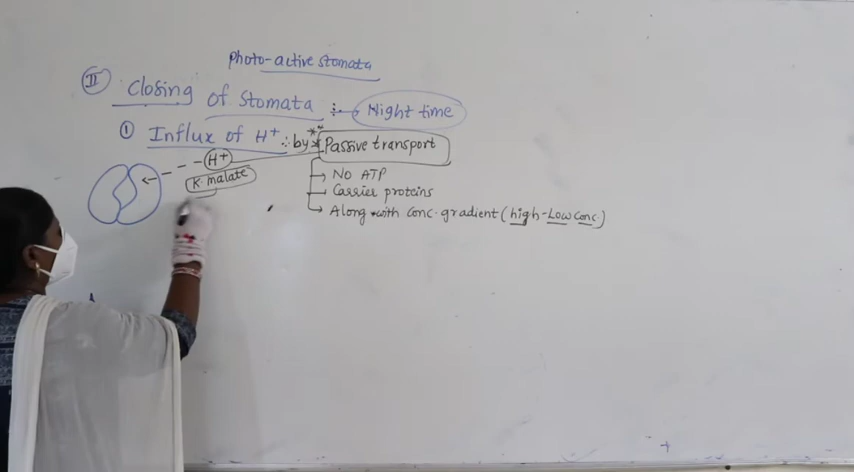 Photo-active stomata
II Closing of Stomata :- Night time
① Influx of H+ :- by ** Passive transport
H+
K.malate
→ No ATP
→ Carrier proteins
→ Along with conc. gradient (high-Low conc.)